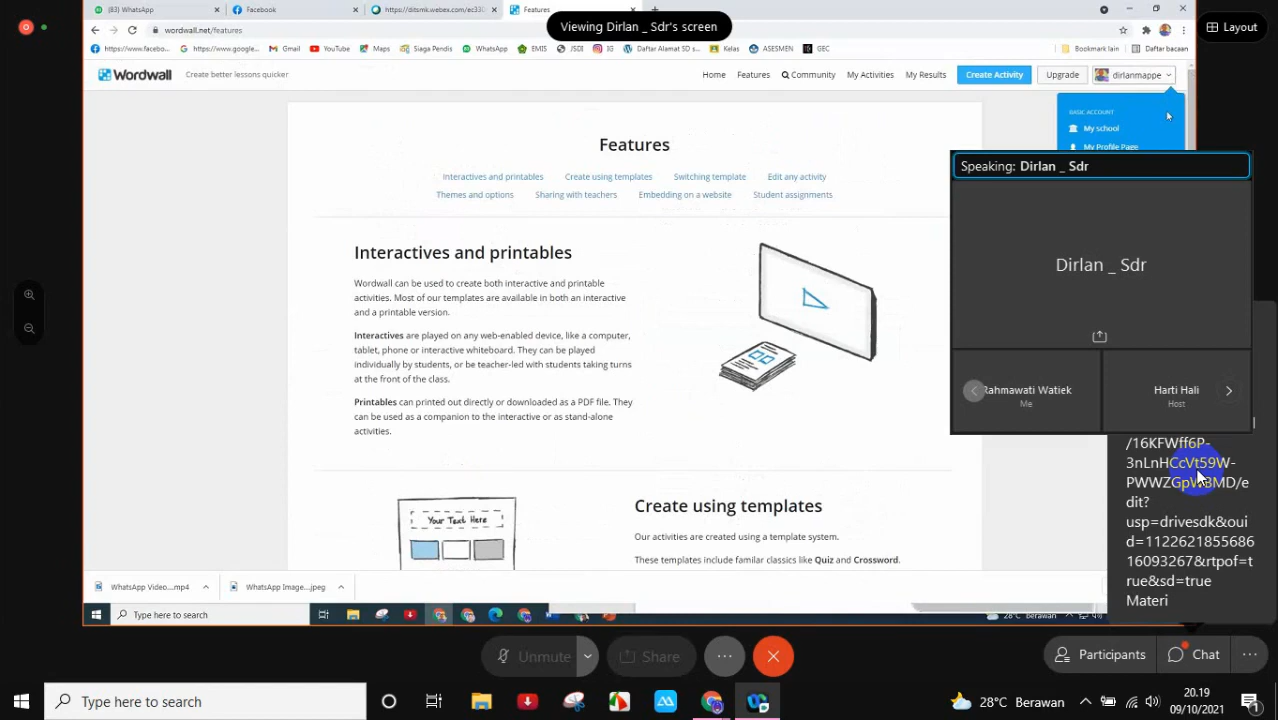 (83) WhatsApp
Facebook
https://ditsmk.webex.com/ec33
Features
Viewing Dirlan _ Sdr's screen
Layout
wordwall.net/features
https://www.facebo...
https://www.google...
Gmail
YouTube
Maps
Siaga Pendis
WhatsApp
EMIS
JSDI
IG
Daftar Alamat SD s...
Kelas
ASESMEN
GEC
Bookmark lain
Daftar bacaan
Wordwall
Create better lessons quicker
Home
Features
Community
My Activities
My Results
Create Activity
Upgrade
dirlanmappe
BASIC ACCOUNT
My school
My Profile Page
Features
Interactives and printables
Create using templates
Switching template
Edit any activity
Themes and options
Sharing with teachers
Embedding on a website
Student assignments
Speaking: Dirlan _ Sdr
Dirlan _ Sdr
Rahmawati Watiek
Me
Harti Hali
Host
Interactives and printables
Wordwall can be used to create both interactive and printable
activities. Most of our templates are available in both an interactive
and a printable version.
Interactives are played on any web-enabled device, like a computer,
tablet, phone or interactive whiteboard. They can be played
individually by students, or be teacher-led with students taking turns
at the front of the class.
Printables can printed out directly or downloaded as a PDF file. They
can be used as a companion to the interactive or as stand-alone
activities.
Your Text Here
Create using templates
Our activities are created using a template system.
These templates include familar classics like Quiz and Crossword.
/16KFWff6P-
3nLnHCcVt59W-
dit?
usp=drivesdk&oui
d=1122621855686
16093267&rtpof=t
rue&sd=true
Materi
WhatsApp Video....mp4
WhatsApp Image....jpeg
Type here to search
28°C berawan
Unmute
Share
Participants
Chat
Type here to search
28°C Berawan
20.19
09/10/2021
1